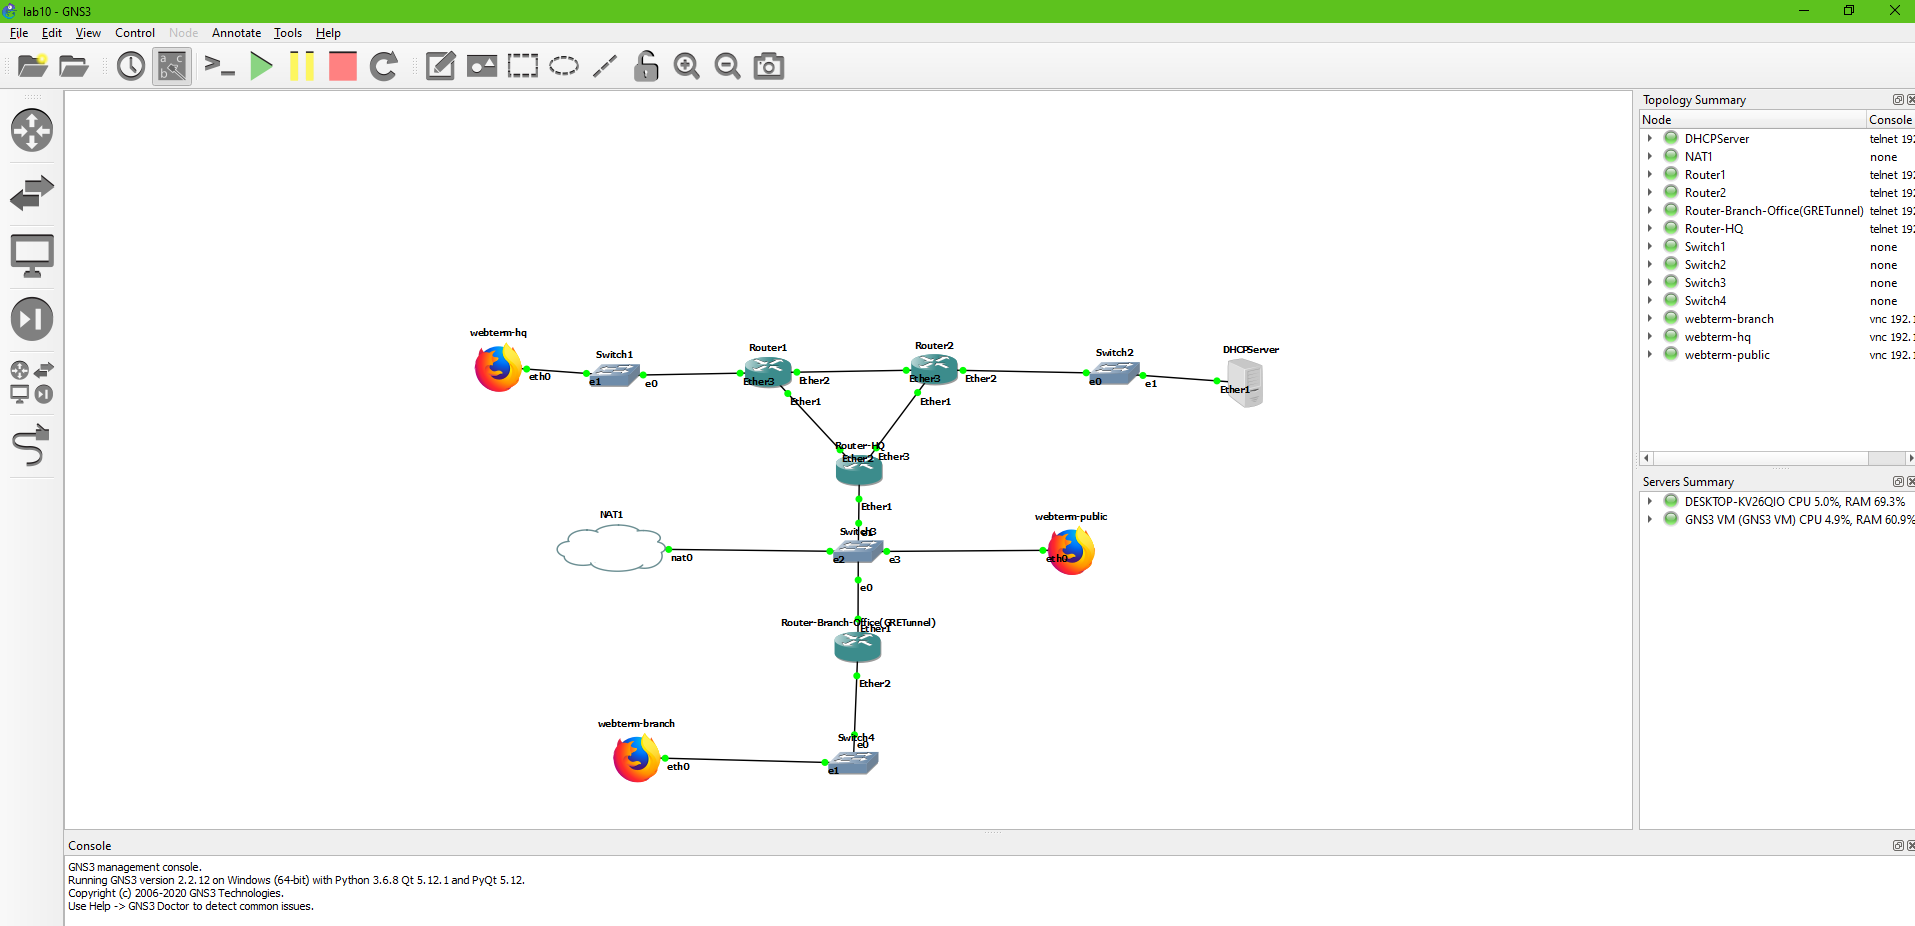 lab10 - GNS3
File Edit View Control Node Annotate Tools Help
Topology Summary
Node Console
DHCPServer telnet 192
NAT1 none
Router1 telnet 192
Router2 telnet 192
Router-Branch-Office(GRETunnel) telnet 192
Router-HQ telnet 192
Switch1 none
Switch2 none
Switch3 none
Switch4 none
webterm-branch vnc 192.1
webterm-hq vnc 192.1
webterm-public vnc 192.1
Servers Summary
DESKTOP-KV26QIO CPU 5.0%, RAM 69.3%
GNS3 VM (GNS3 VM) CPU 4.9%, RAM 60.9%
webterm-hq
eth0
Switch1
e1
e0
Router1
Ether3
Ether2
Ether1
Router2
Ether3
Ether2
Ether1
Switch2
e0
e1
DHCPServer
Ether1
Router-HQ
Ether2
Ether3
Ether1
NAT1
nat0
Switch3
e1
e2
e3
e0
webterm-public
eth0
Router-Branch-Office(GRETunnel)
Ether1
Ether2
webterm-branch
eth0
Switch4
e0
e1
Console
GNS3 management console.
Running GNS3 version 2.2.12 on Windows (64-bit) with Python 3.6.8 Qt 5.12.1 and PyQt 5.12.
Copyright (c) 2006-2020 GNS3 Technologies.
Use Help -> GNS3 Doctor to detect common issues.